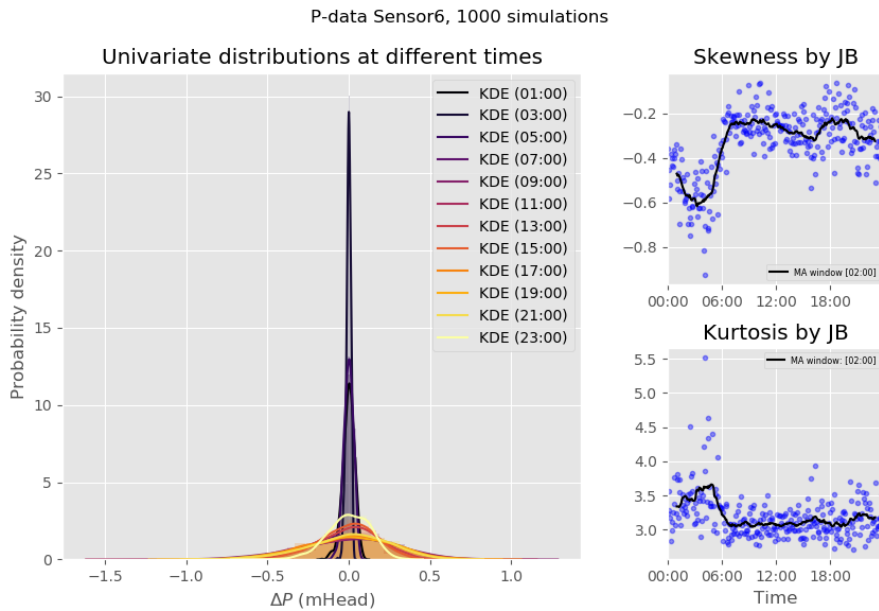 P-data Sensor6, 1000 simulations
Univariate distributions at different times
Probability density
30
25
20
15
10
5
0
−1.5 −1.0 −0.5 0.0 0.5 1.0
ΔP (mHead)
KDE (01:00)
KDE (03:00)
KDE (05:00)
KDE (07:00)
KDE (09:00)
KDE (11:00)
KDE (13:00)
KDE (15:00)
KDE (17:00)
KDE (19:00)
KDE (21:00)
KDE (23:00)
Skewness by JB
−0.2
−0.4
−0.6
−0.8
MA window [02:00]
00:00 06:00 12:00 18:00
Kurtosis by JB
5.5
5.0
4.5
4.0
3.5
3.0
MA window: [02:00]
00:00 06:00 12:00 18:00
Time